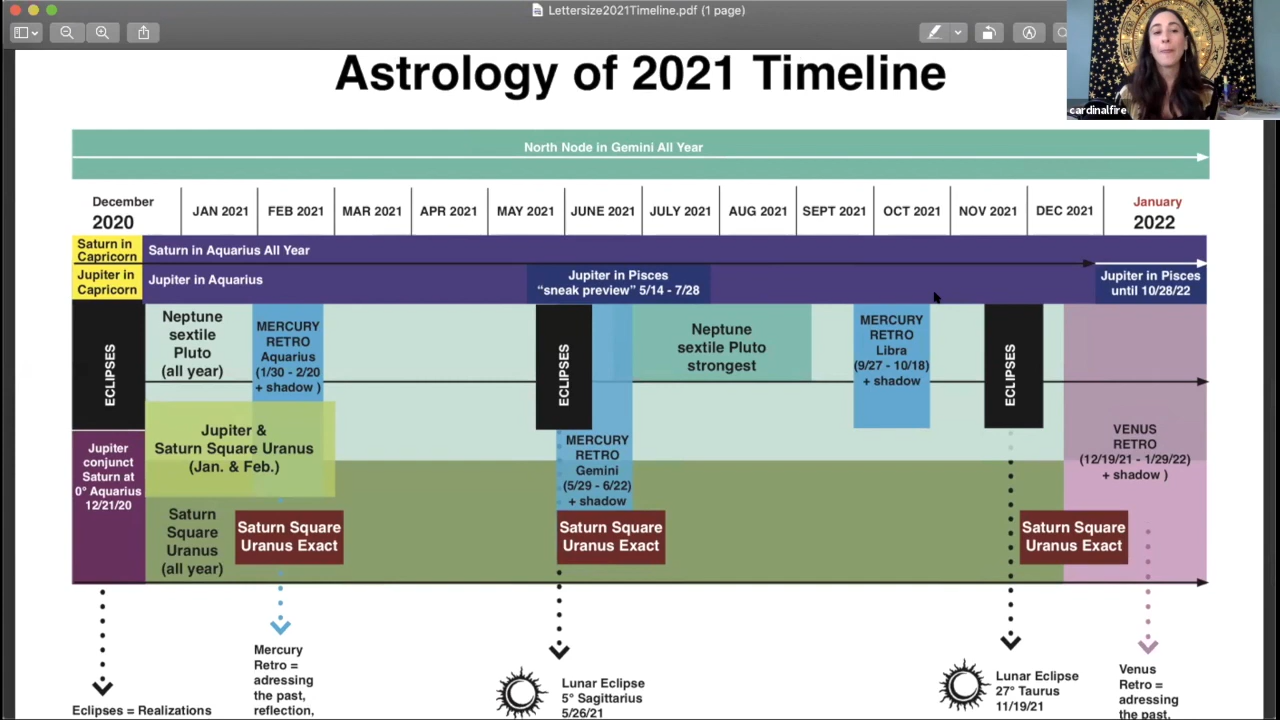 Lettersize2021Timeline.pdf (1 page)
cardinalfire
Astrology of 2021 Timeline
North Node in Gemini All Year
December
2020
JAN 2021
FEB 2021
MAR 2021
APR 2021
MAY 2021
JUNE 2021
JULY 2021
AUG 2021
SEPT 2021
OCT 2021
NOV 2021
DEC 2021
January
2022
Saturn in
Capricorn
Saturn in Aquarius All Year
Jupiter in
Capricorn
Jupiter in Aquarius
Jupiter in Pisces
“sneak preview” 5/14 - 7/28
Jupiter in Pisces
until 10/28/22
ECLIPSES
Neptune
sextile
Pluto
(all year)
MERCURY
RETRO
Aquarius
(1/30 - 2/20
+ shadow )
ECLIPSES
Neptune
sextile Pluto
strongest
MERCURY
RETRO
Libra
(9/27 - 10/18)
+ shadow
ECLIPSES
Jupiter
conjunct
Saturn at
0° Aquarius
12/21/20
Jupiter &
Saturn Square Uranus
(Jan. & Feb.)
MERCURY
RETRO
Gemini
(5/29 - 6/22)
+ shadow
VENUS
RETRO
(12/19/21 - 1/29/22)
+ shadow )
Saturn
Square
Uranus
(all year)
Saturn Square
Uranus Exact
Saturn Square
Uranus Exact
Saturn Square
Uranus Exact
Eclipses = Realizations
Mercury
Retro =
adressing
the past,
reflection,
Lunar Eclipse
5° Sagittarius
5/26/21
Lunar Eclipse
27° Taurus
11/19/21
Venus
Retro =
adressing
the past,